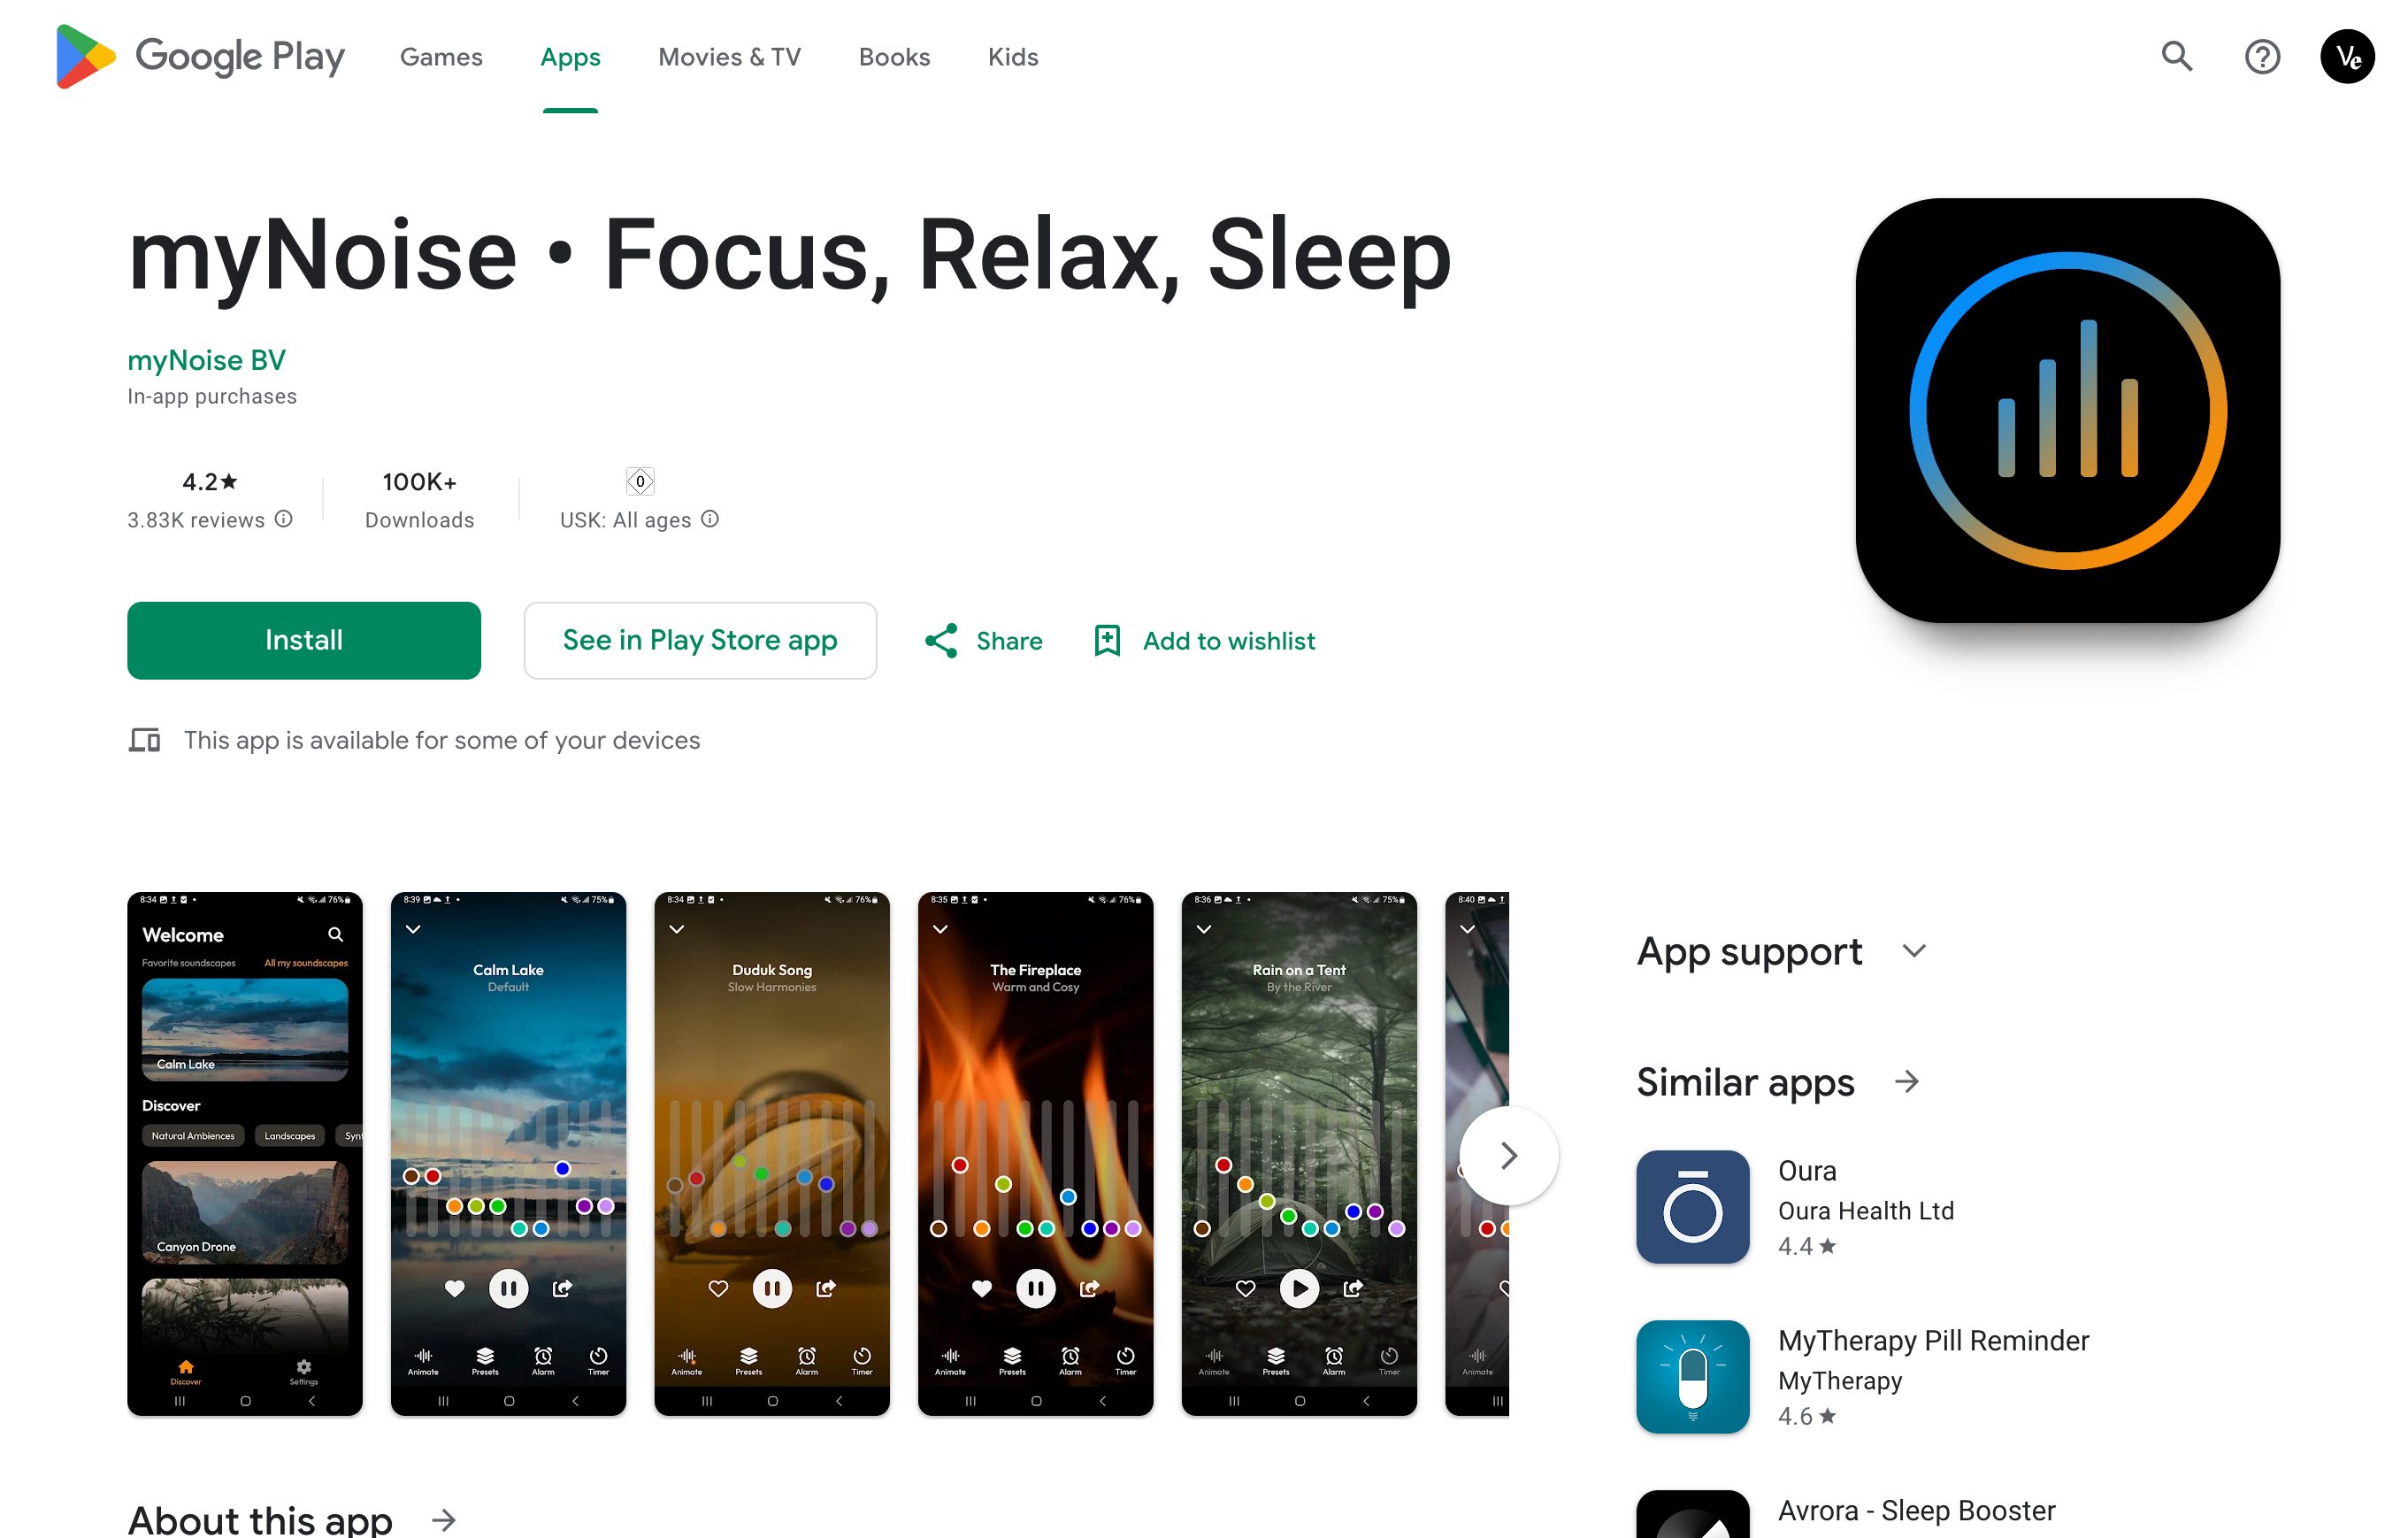 Google Play
Games
Apps
Movies & TV
Books
Kids
Ve
myNoise • Focus, Relax, Sleep
myNoise BV
In-app purchases
4.2★
3.83K reviews
100K+
Downloads
0
USK: All ages
Install
See in Play Store app
Share
Add to wishlist
This app is available for some of your devices
8:34
76%
Welcome
Favorite soundscapes
All my soundscapes
Calm Lake
Discover
Natural Ambiences
Landscapes
Synt
Canyon Drone
Discover
Settings
8:39
75%
Calm Lake
Default
Animate
Presets
Alarm
Timer
8:34
76%
Duduk Song
Slow Harmonies
Animate
Presets
Alarm
Timer
8:35
76%
The Fireplace
Warm and Cosy
Animate
Presets
Alarm
Timer
8:36
75%
Rain on a Tent
By the River
Animate
Presets
Alarm
Timer
8:40
Animate
App support
Similar apps
Oura
Oura Health Ltd
4.4★
MyTherapy Pill Reminder
MyTherapy
4.6★
Avrora - Sleep Booster
About this app